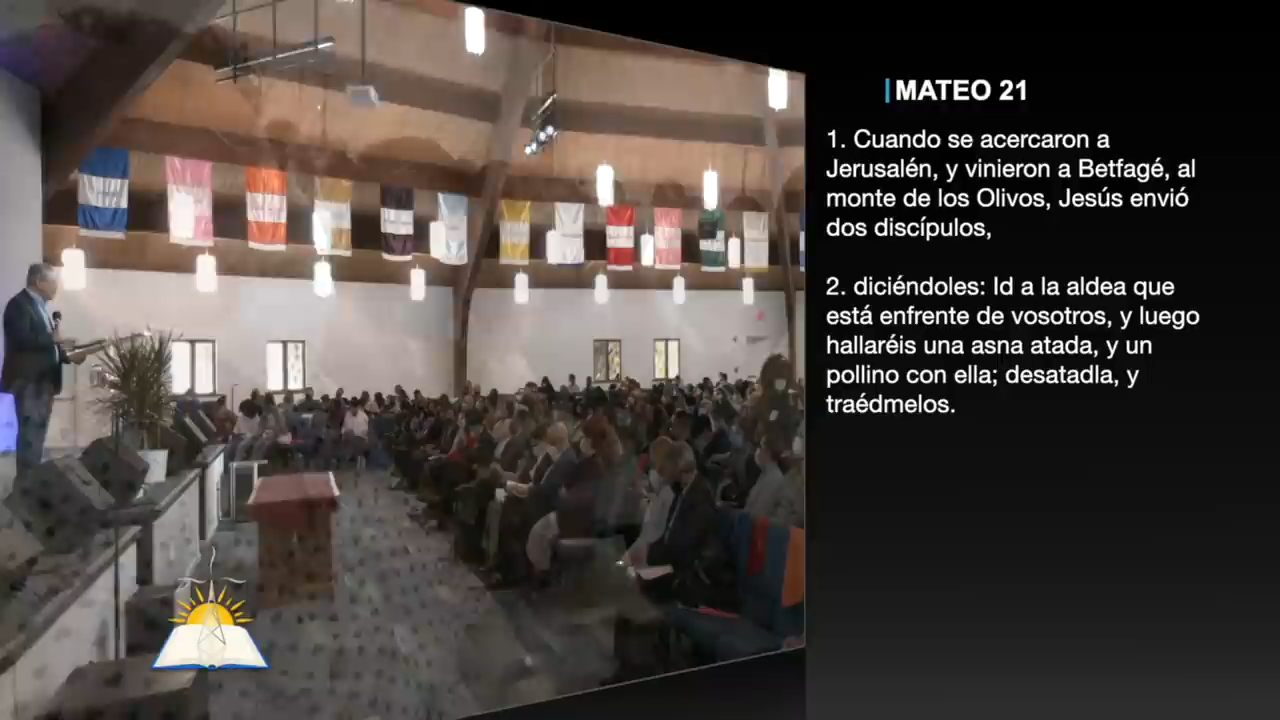 MATEO 21
1. Cuando se acercaron a
Jerusalén, y vinieron a Betfagé, al
monte de los Olivos, Jesús envió
dos discípulos,
2. diciéndoles: Id a la aldea que
está enfrente de vosotros, y luego
hallaréis una asna atada, y un
pollino con ella; desatadla, y
traédmelos.